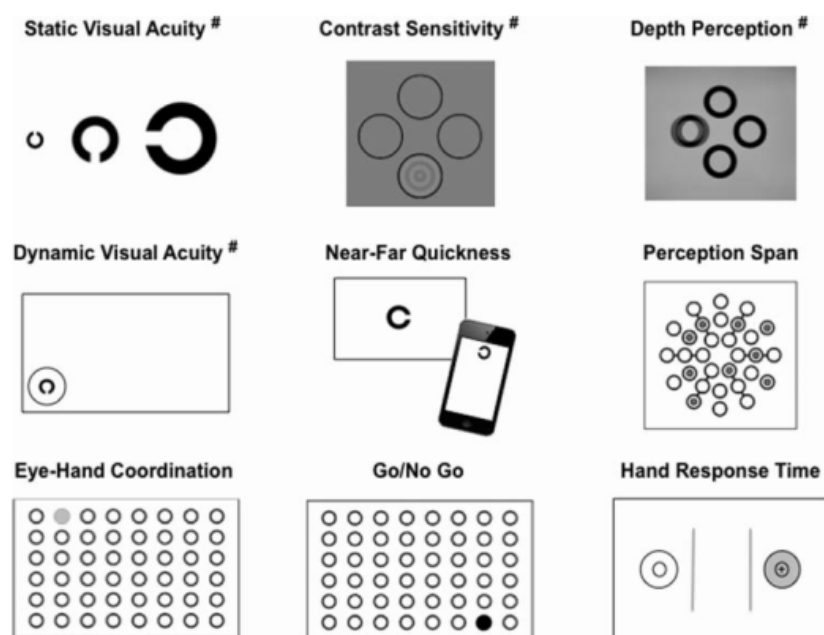 Static Visual Acuity #
Contrast Sensitivity #
Depth Perception #
Dynamic Visual Acuity #
Near-Far Quickness
Perception Span
Eye-Hand Coordination
Go/No Go
Hand Response Time